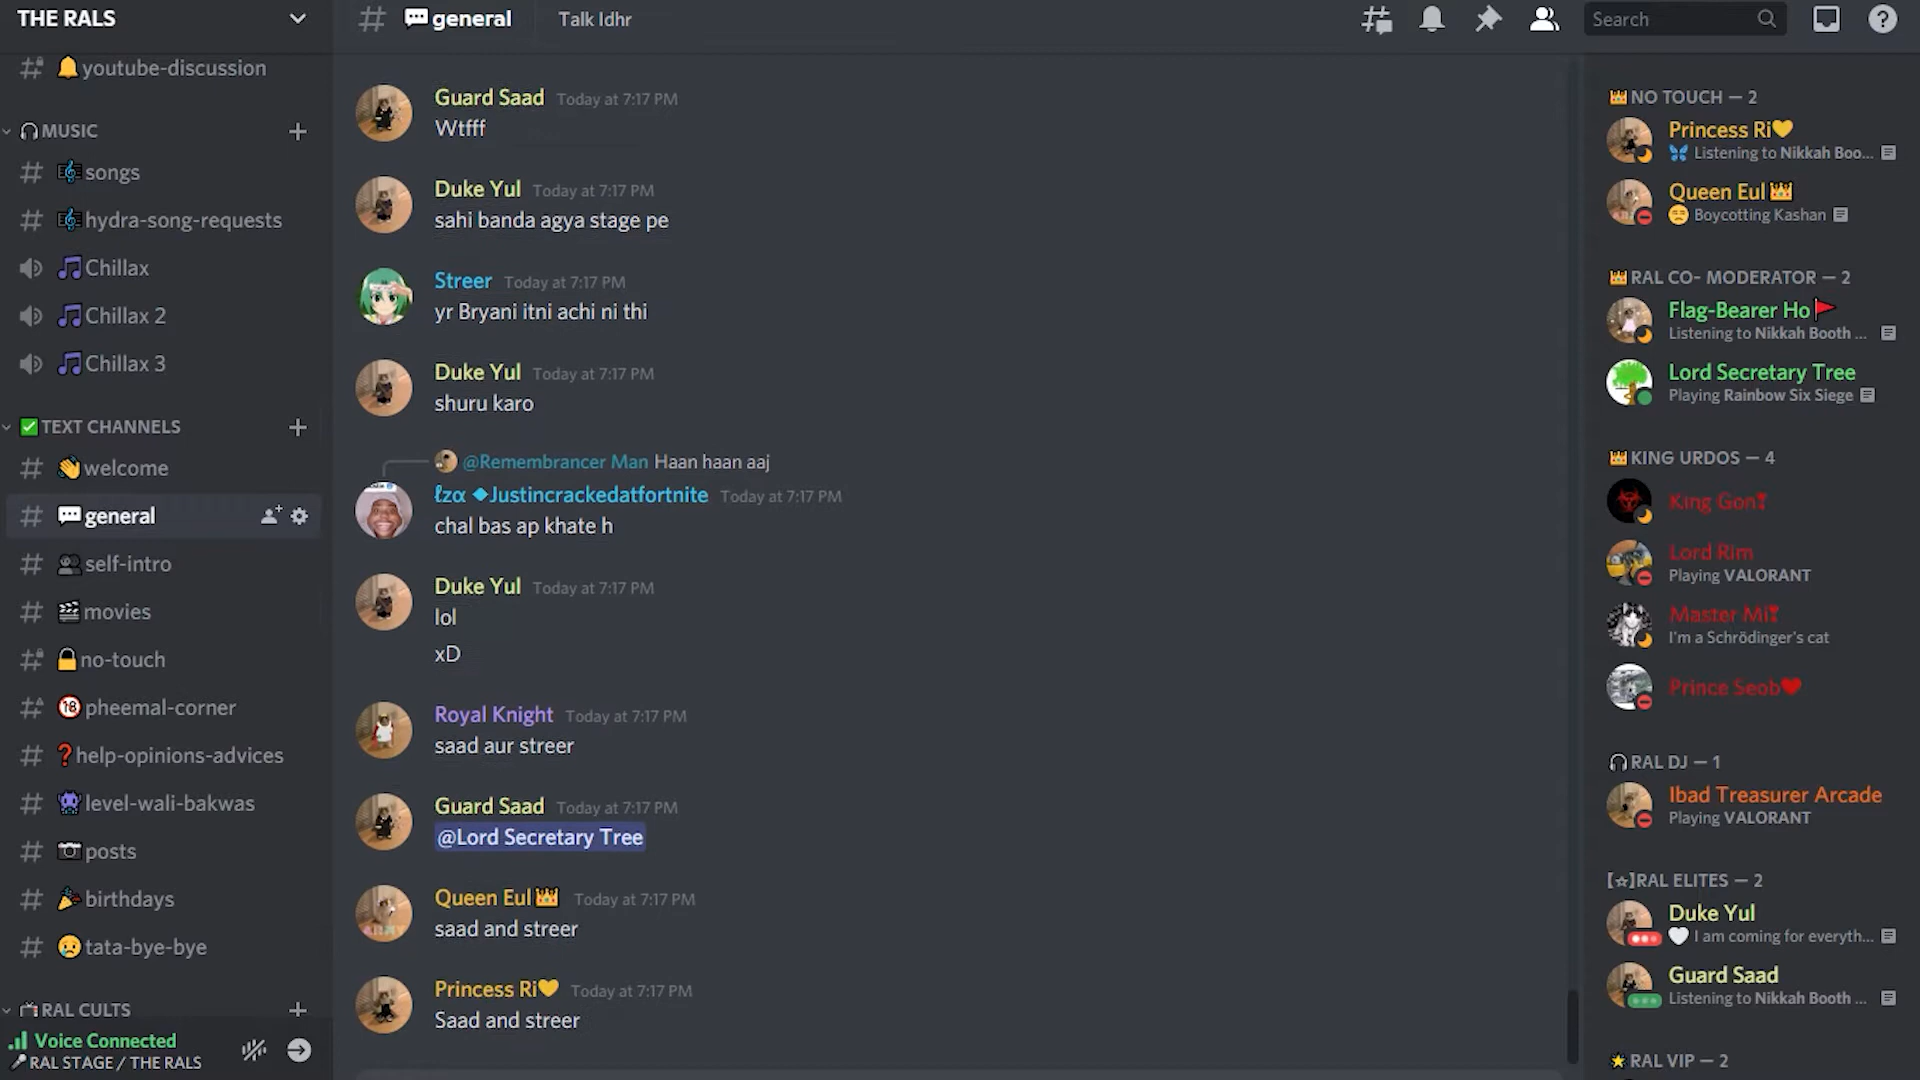 THE RALS
youtube-discussion
MUSIC
songs
hydra-song-requests
Chillax
Chillax 2
Chillax 3
TEXT CHANNELS
welcome
general
self-intro
movies
no-touch
18 pheemal-corner
help-opinions-advices
level-wali-bakwas
posts
birthdays
tata-bye-bye
RAL CULTS
Voice Connected
RAL STAGE / THE RALS
general
Talk Idhr
Search
Guard Saad Today at 7:17 PM
Wtfff
Duke Yul Today at 7:17 PM
sahi banda agya stage pe
Streer Today at 7:17 PM
yr Bryani itni achi ni thi
Duke Yul Today at 7:17 PM
shuru karo
@Remembrancer Man Haan haan aaj
ℓzα ◆Justincrackedatfortnite Today at 7:17 PM
chal bas ap khate h
Duke Yul Today at 7:17 PM
lol
xD
Royal Knight Today at 7:17 PM
saad aur streer
Guard Saad Today at 7:17 PM
@Lord Secretary Tree
Queen Eul👑 Today at 7:17 PM
saad and streer
Princess Ri💛 Today at 7:17 PM
Saad and streer
NO TOUCH — 2
Princess Ri💛
Listening to Nikkah Boo...
Queen Eul👑
Boycotting Kashan
RAL CO- MODERATOR — 2
Flag-Bearer Ho🚩
Listening to Nikkah Booth ...
Lord Secretary Tree
Playing Rainbow Six Siege
KING URDOS — 4
King Gon❣
Lord Rim
Playing VALORANT
Master Mi❣
I'm a Schrödinger's cat
Prince Seob❤
RAL DJ — 1
Ibad Treasurer Arcade
Playing VALORANT
[☆]RAL ELITES — 2
Duke Yul
I am coming for everyth...
Guard Saad
Listening to Nikkah Booth ...
RAL VIP — 2